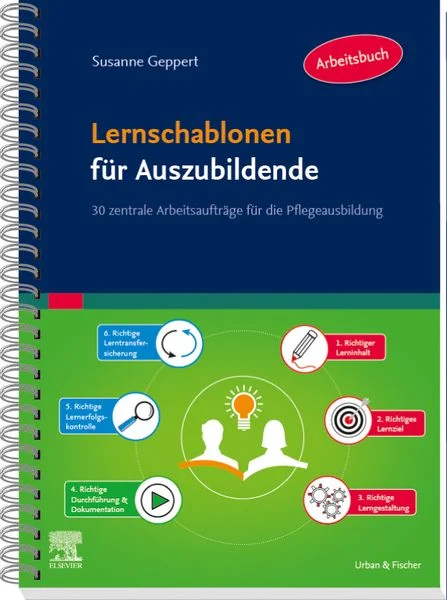 Susanne Geppert
Arbeitsbuch
Lernschablonen
für Auszubildende
30 zentrale Arbeitsaufträge für die Pflegeausbildung
6. Richtige
Lerntransfer-
sicherung
1. Richtiger
Lerninhalt
5. Richtige
Lernerfolgs-
kontrolle
2. Richtiges
Lernziel
4. Richtige
Durchführung &
Dokumentation
3. Richtige
Lerngestaltung
ELSEVIER
Urban & Fischer